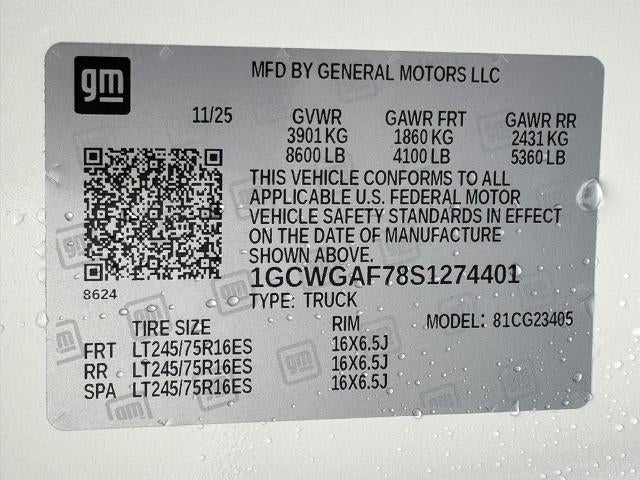 gm
MFD BY GENERAL MOTORS LLC
11/25 GVWR GAWR FRT GAWR RR
3901 KG 1860 KG 2431 KG
8600 LB 4100 LB 5360 LB
THIS VEHICLE CONFORMS TO ALL
APPLICABLE U.S. FEDERAL MOTOR
VEHICLE SAFETY STANDARDS IN EFFECT
ON THE DATE OF MANUFACTURE
SHOWN ABOVE.
8624
1GCWGAF78S1274401
TYPE: TRUCK
MODEL: 81CG23405
TIRE SIZE RIM
FRT LT245/75R16ES 16X6.5J
RR LT245/75R16ES 16X6.5J
SPA LT245/75R16ES 16X6.5J